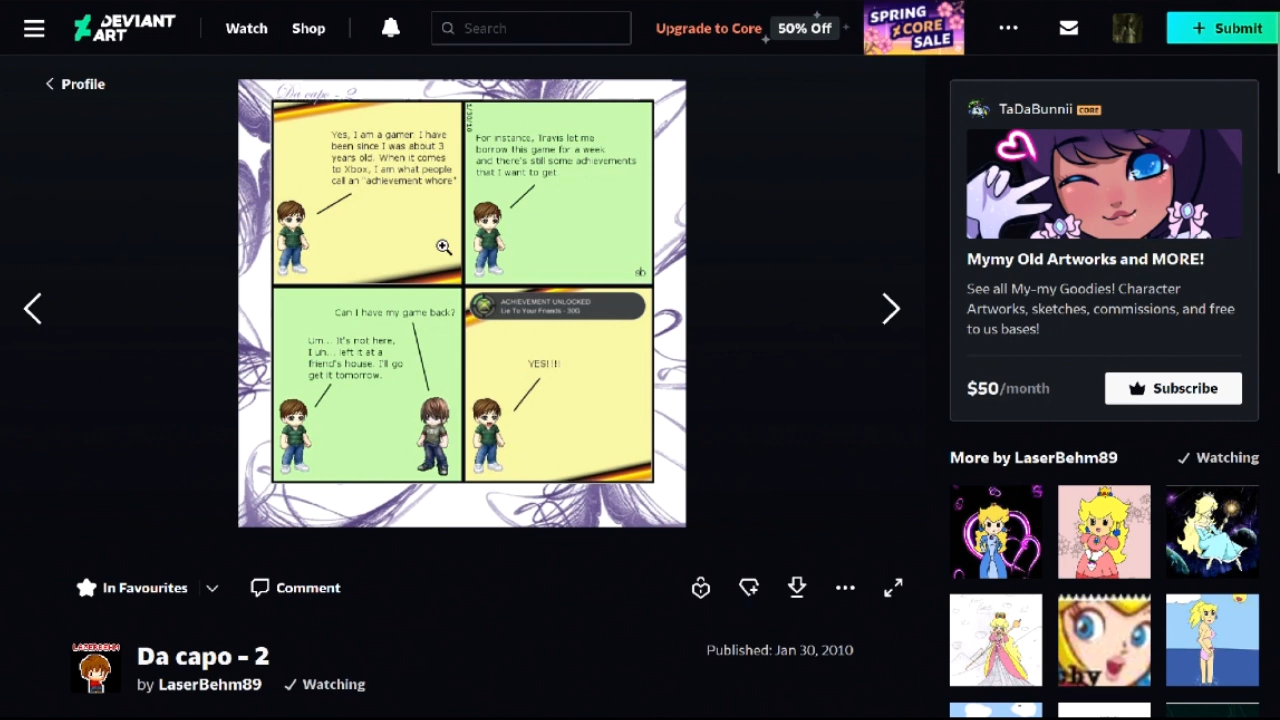 DEVIANT
ART
Watch
Shop
Search
Upgrade to Core
50% Off
SPRING
CORE
SALE
Submit
Profile
Da capo - 2
Yes, I am a gamer. I have
been since I was about 3
years old. When it comes
to Xbox, I am what people
call an "achievement whore"
1/30/10
For instance, Travis let me
borrow this game for a week
and there's still some achievements
that I want to get.
sb
Can I have my game back?
Um... It's not here,
I uh... left it at a
friend's house. I'll go
get it tomorrow.
ACHIEVEMENT UNLOCKED
Lie To Your Friends - 30G
YES!!!!
In Favourites
Comment
LASERBEHM
Da capo - 2
by LaserBehm89
Watching
Published: Jan 30, 2010
TaDaBunnii CORE
Mymy Old Artworks and MORE!
See all My-my Goodies! Character
Artworks, sketches, commissions, and free
to us bases!
$50/month
Subscribe
More by LaserBehm89
Watching
by